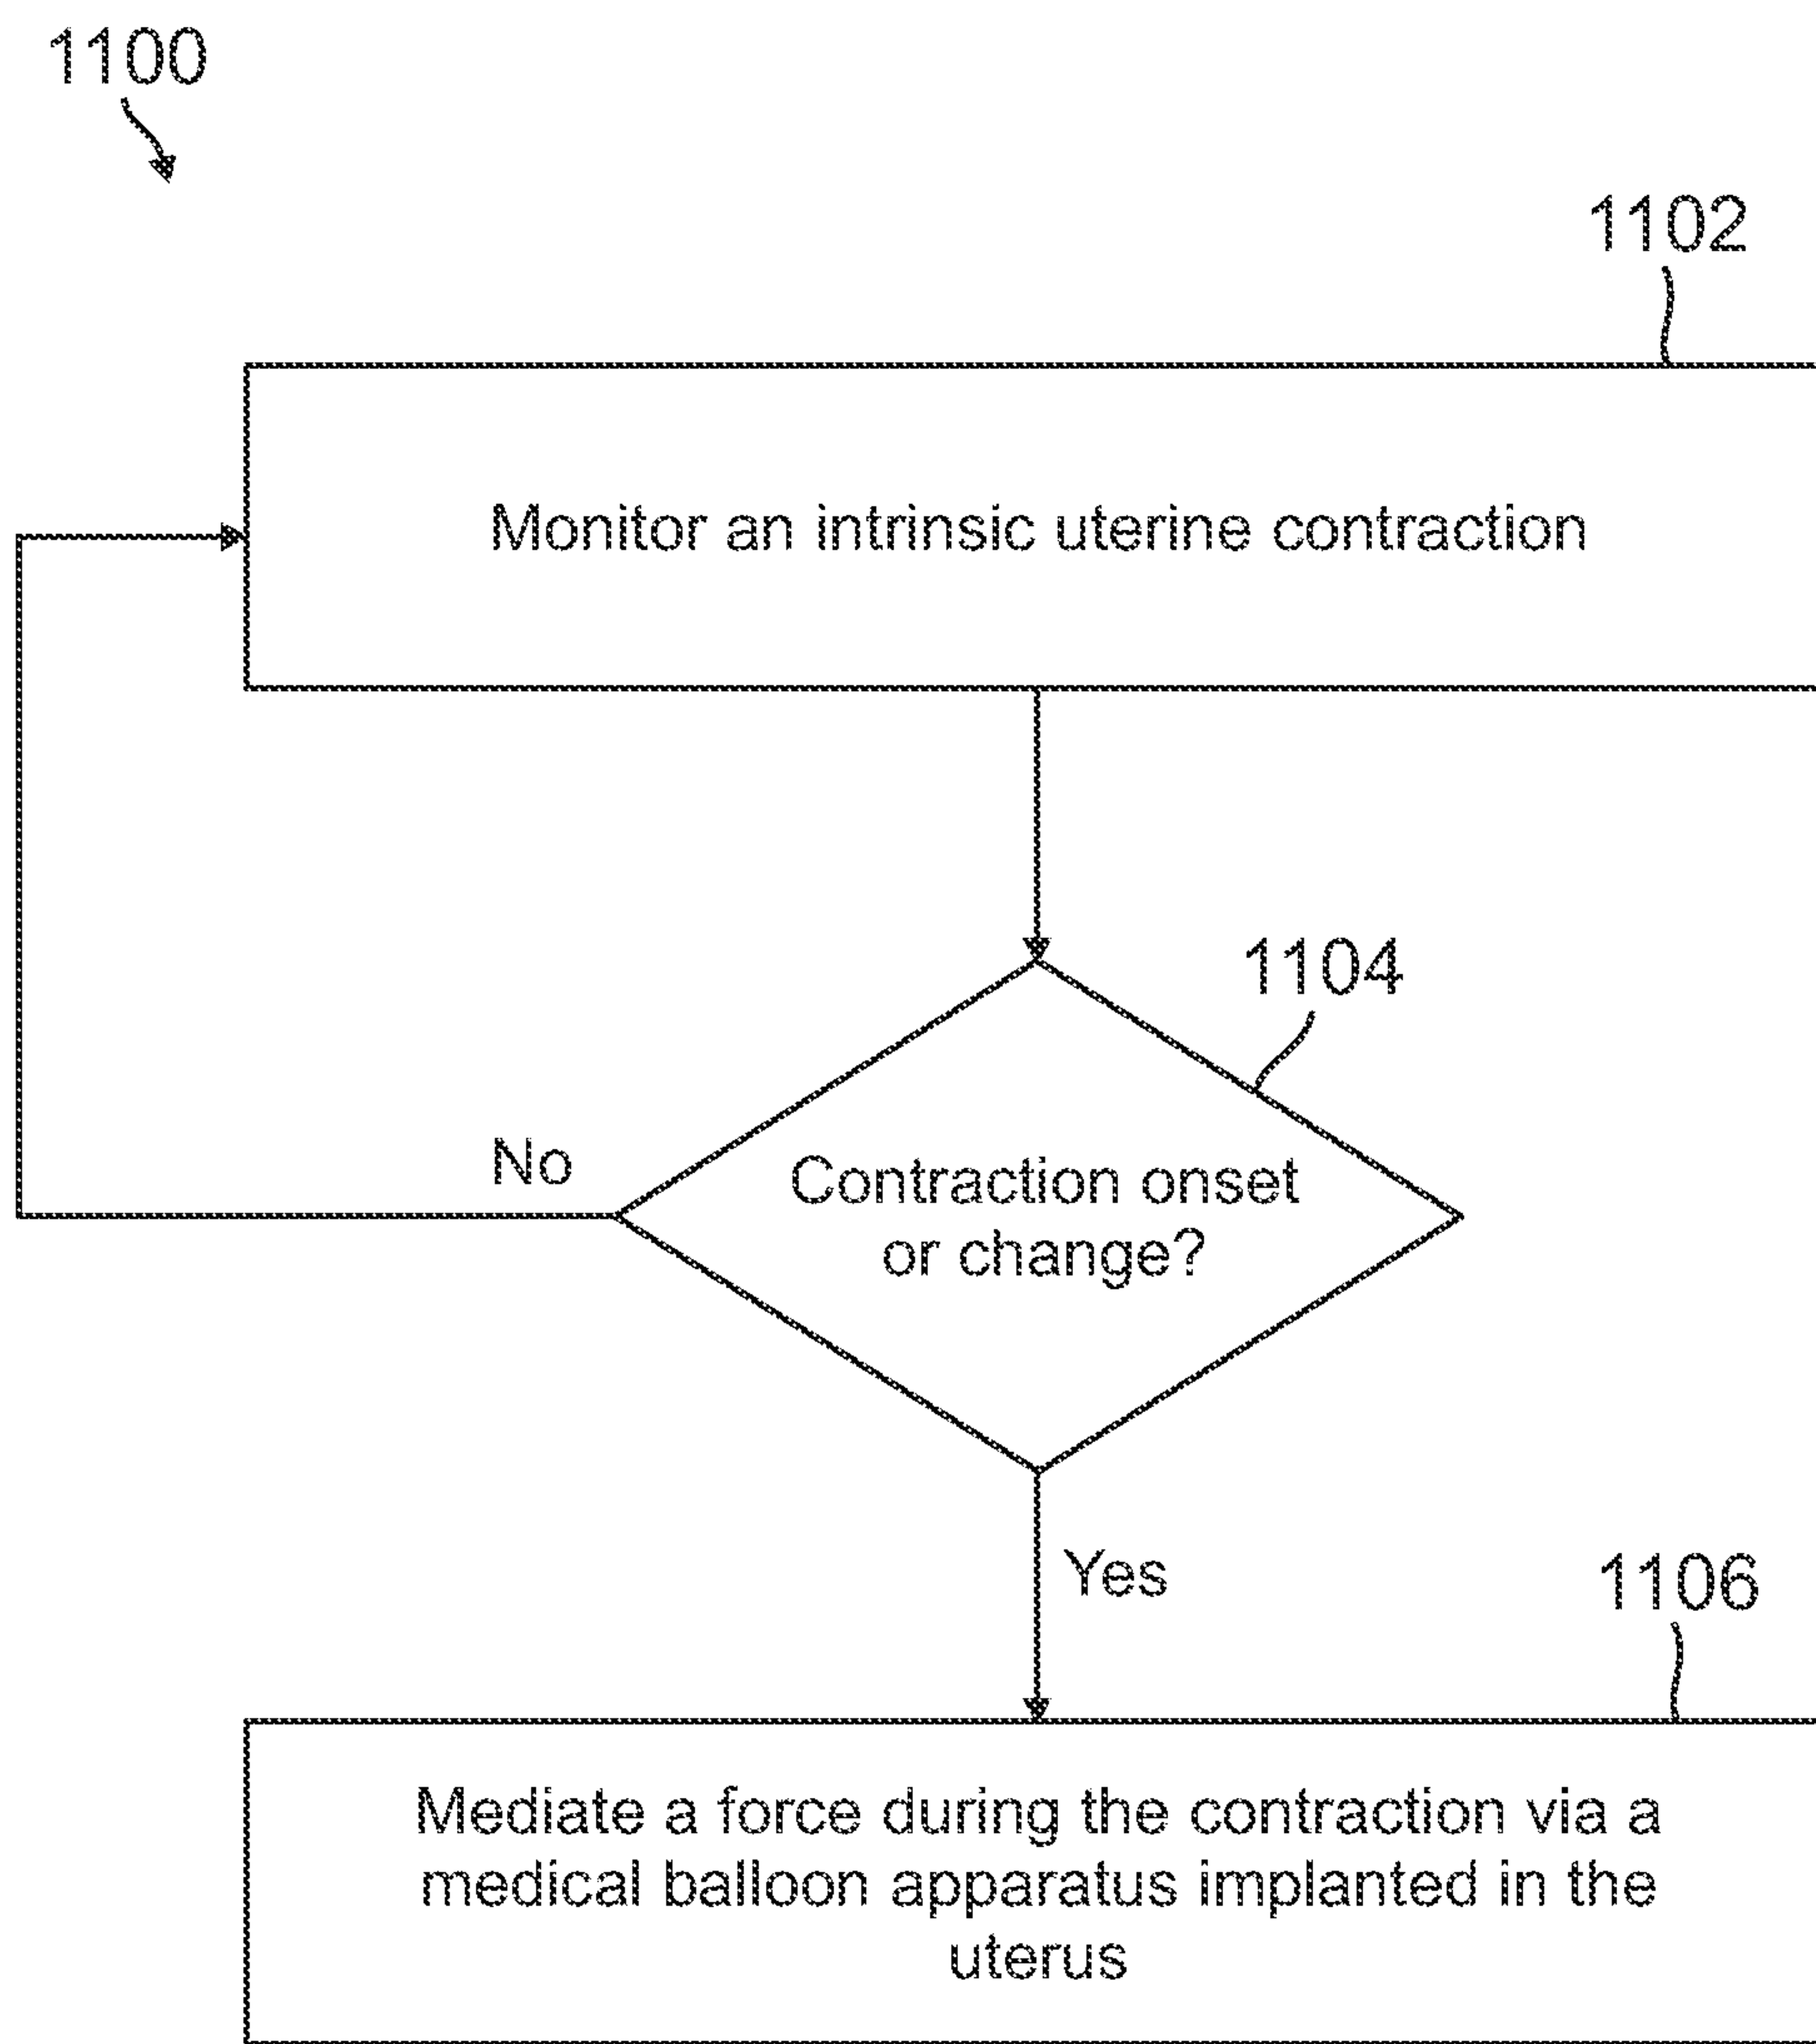 1100
1102
Monitor an intrinsic uterine contraction
1104
No
Contraction onset
or change?
Yes
1106
Mediate a force during the contraction via a
medical balloon apparatus implanted in the
uterus